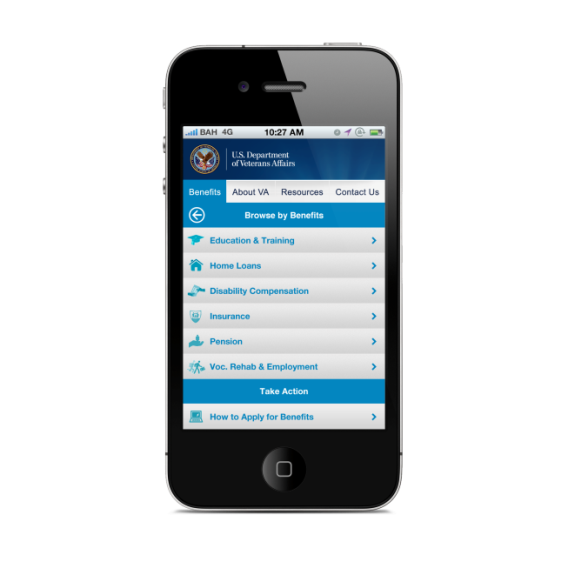 BAH 4G 10:27 AM
U.S. Department
of Veterans Affairs
Benefits About VA Resources Contact Us
Browse by Benefits
Education & Training
Home Loans
Disability Compensation
Insurance
Pension
Voc. Rehab & Employment
Take Action
How to Apply for Benefits